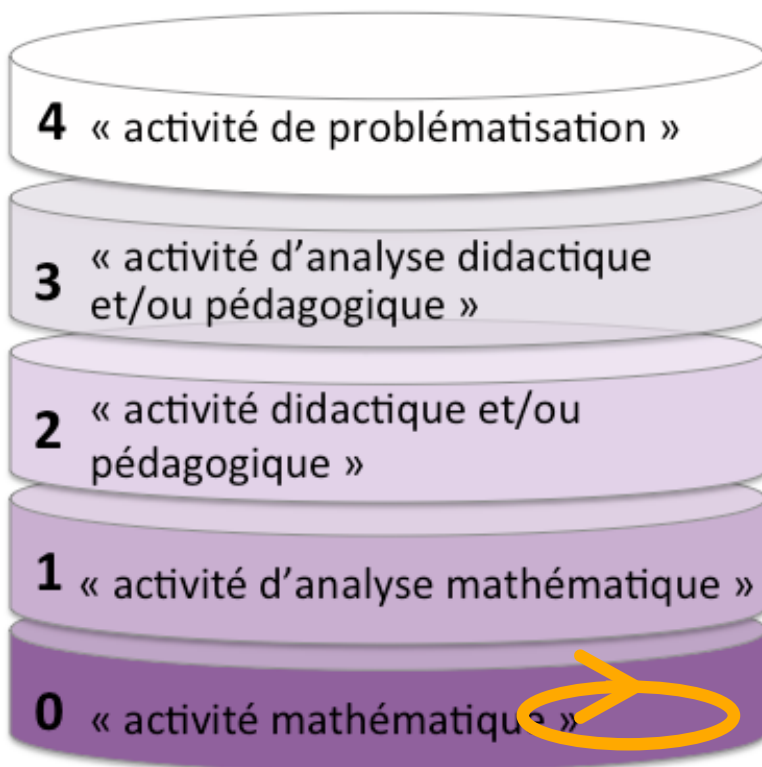 4 « activité de problématisation »
3 « activité d’analyse didactique
et/ou pédagogique »
2 « activité didactique et/ou
pédagogique »
1 « activité d’analyse mathématique »
0 « activité mathématique »